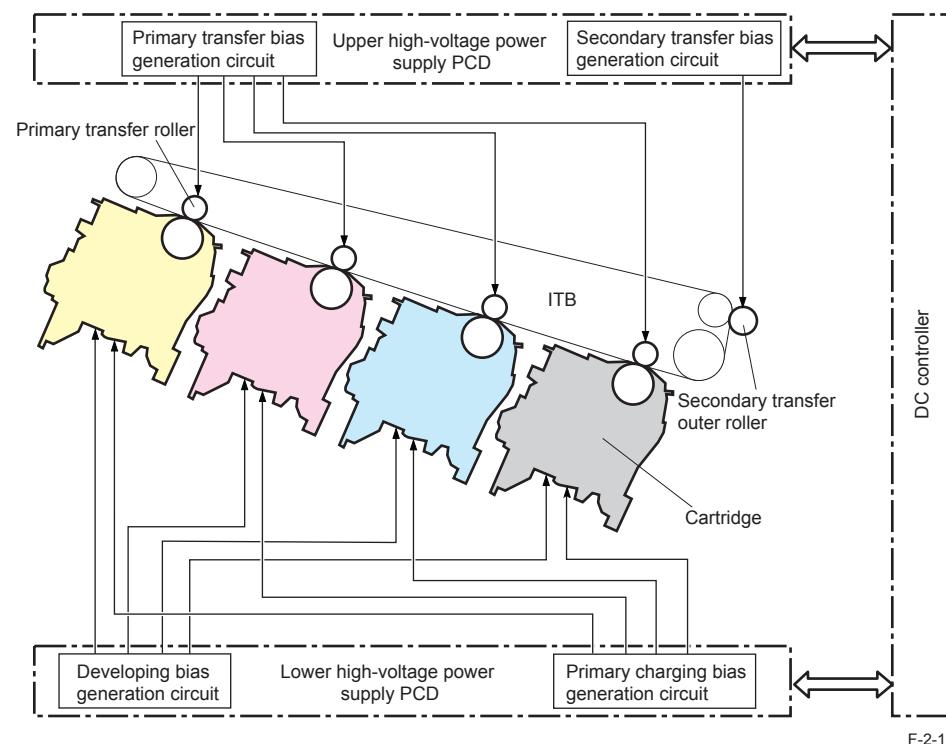 Primary transfer bias
generation circuit
Upper high-voltage power
supply PCD
Secondary transfer bias
generation circuit
Primary transfer roller
ITB
DC controller
Secondary transfer
outer roller
Cartridge
Developing bias
generation circuit
Lower high-voltage power
supply PCD
Primary charging bias
generation circuit
F-2-1